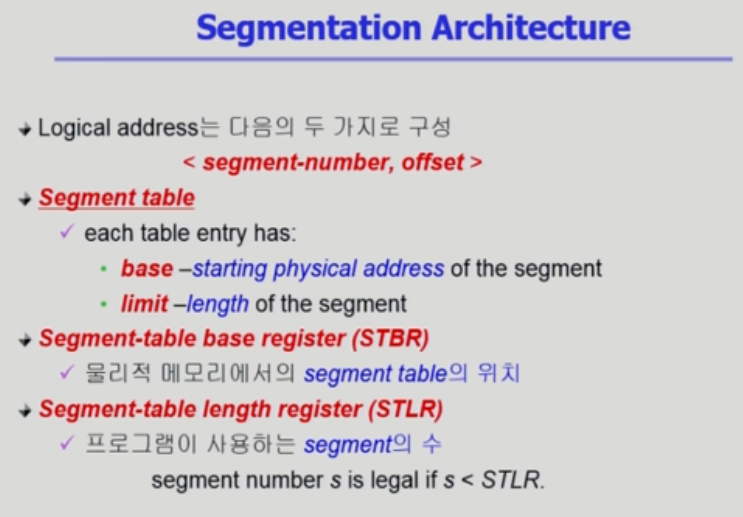 Segmentation Architecture
Logical address는 다음의 두 가지로 구성
< segment-number, offset >
Segment table
✓ each table entry has:
• base –starting physical address of the segment
• limit –length of the segment
Segment-table base register (STBR)
✓ 물리적 메모리에서의 segment table의 위치
Segment-table length register (STLR)
✓ 프로그램이 사용하는 segment의 수
segment number s is legal if s < STLR.